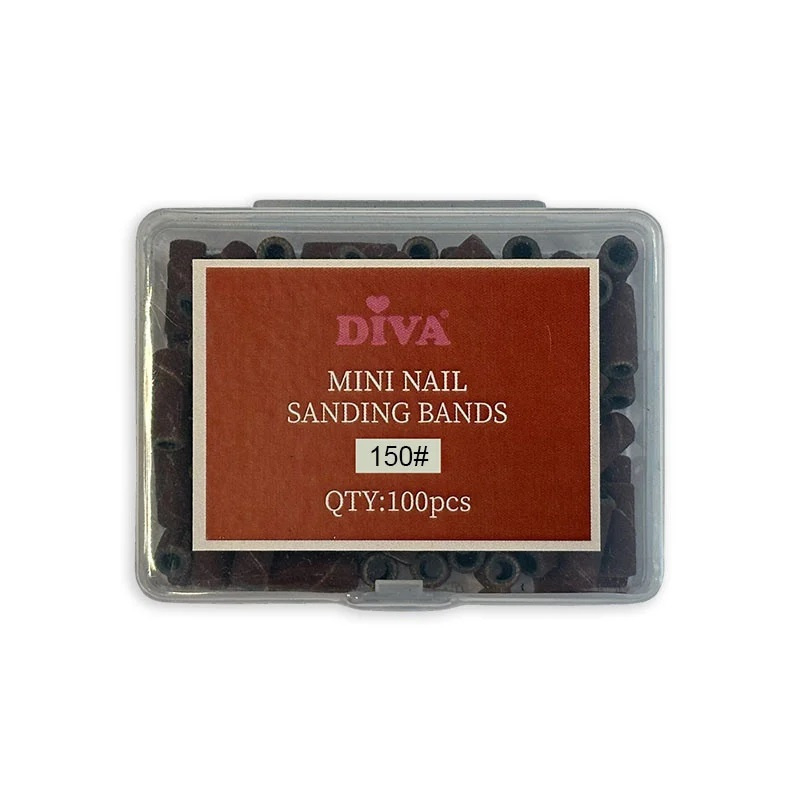 DIVA®
MINI NAIL
SANDING BANDS
150#
QTY:100pcs